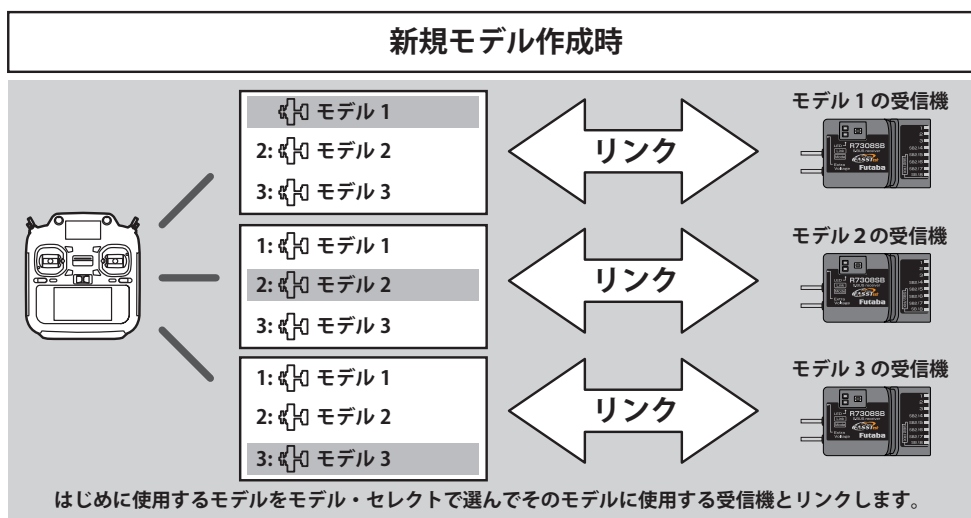 新規モデル作成時
モデル 1
2: モデル 2
3: モデル 3
リンク
モデル 1 の受信機
R7308SB
Futaba
1: モデル 1
2: モデル 2
3: モデル 3
リンク
モデル 2 の受信機
R7308SB
Futaba
1: モデル 1
2: モデル 2
3: モデル 3
リンク
モデル 3 の受信機
R7308SB
Futaba
はじめに使用するモデルをモデル・セレクトで選んでそのモデルに使用する受信機とリンクします。